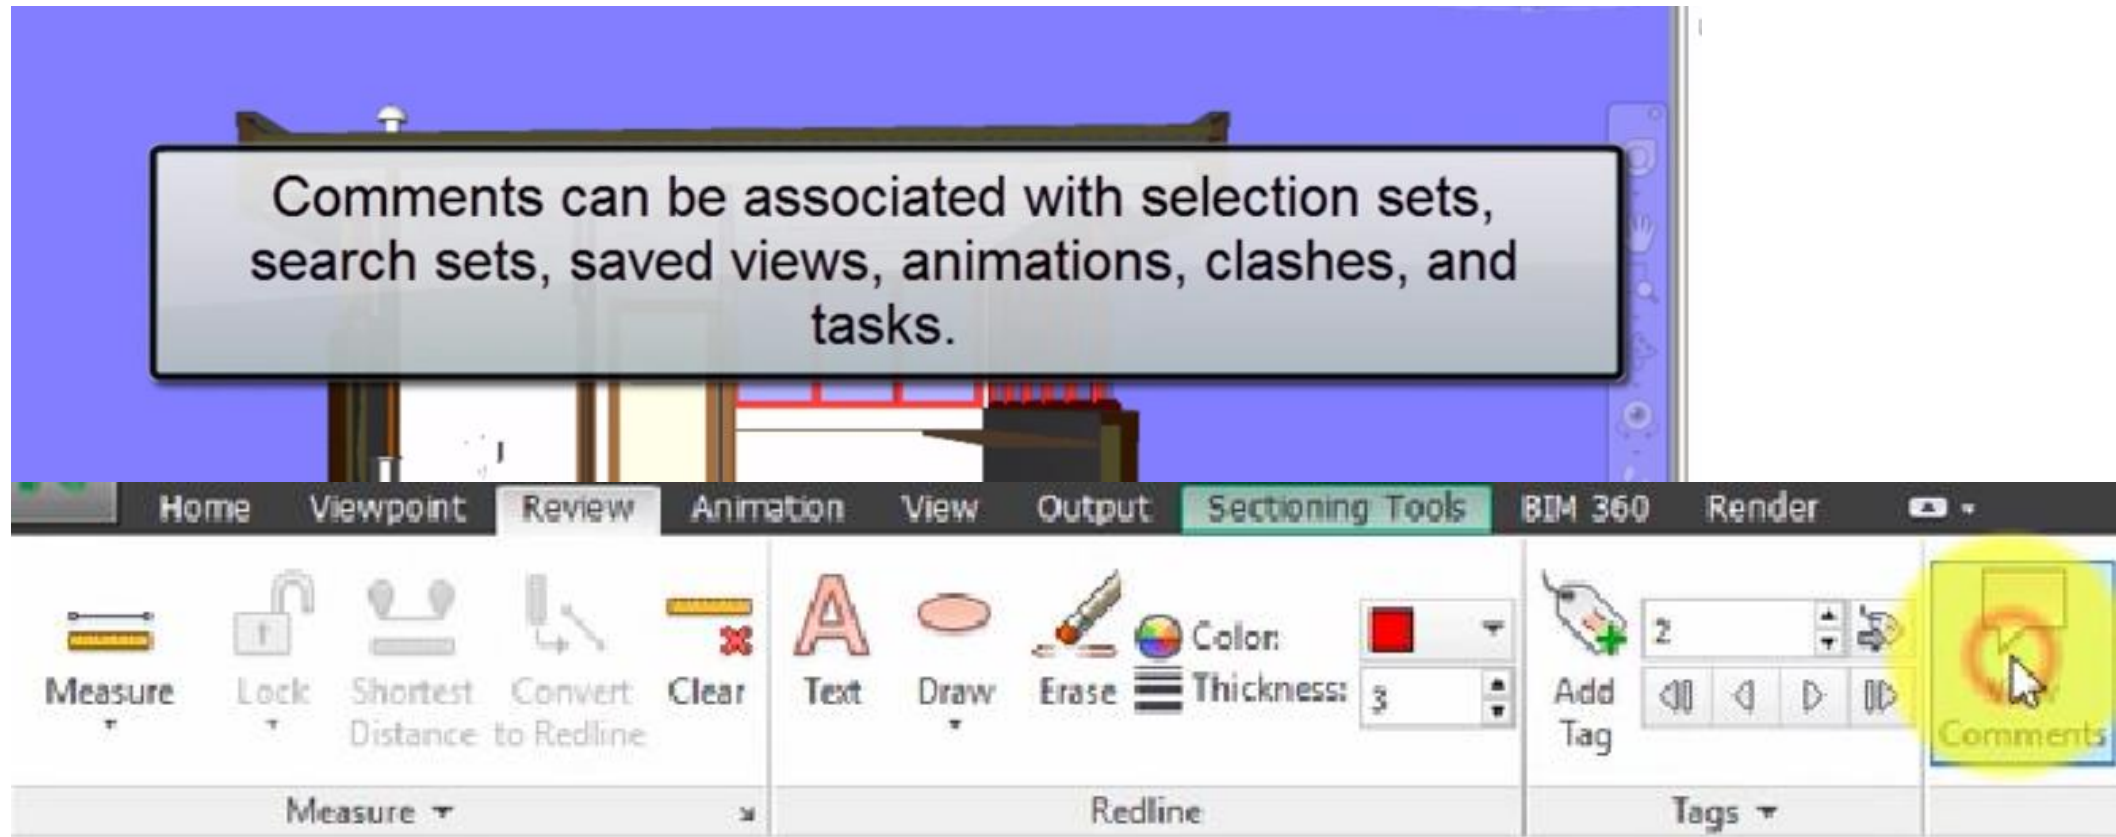 Comments can be associated with selection sets,
search sets, saved views, animations, clashes, and
tasks.
Home Viewpoint Review Animation View Output Sectioning Tools BIM 360 Render
Measure Lock Shortest Distance Convert to Redline Clear Text Draw Erase Color: Thickness: 3 Add Tag 2 Comments
Measure Redline Tags